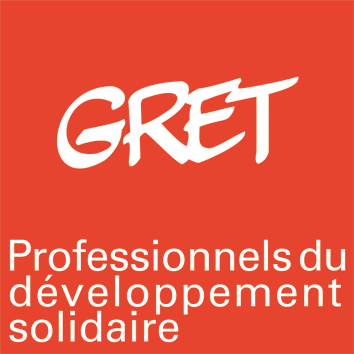 GRET
Professionnels du
développement
solidaire